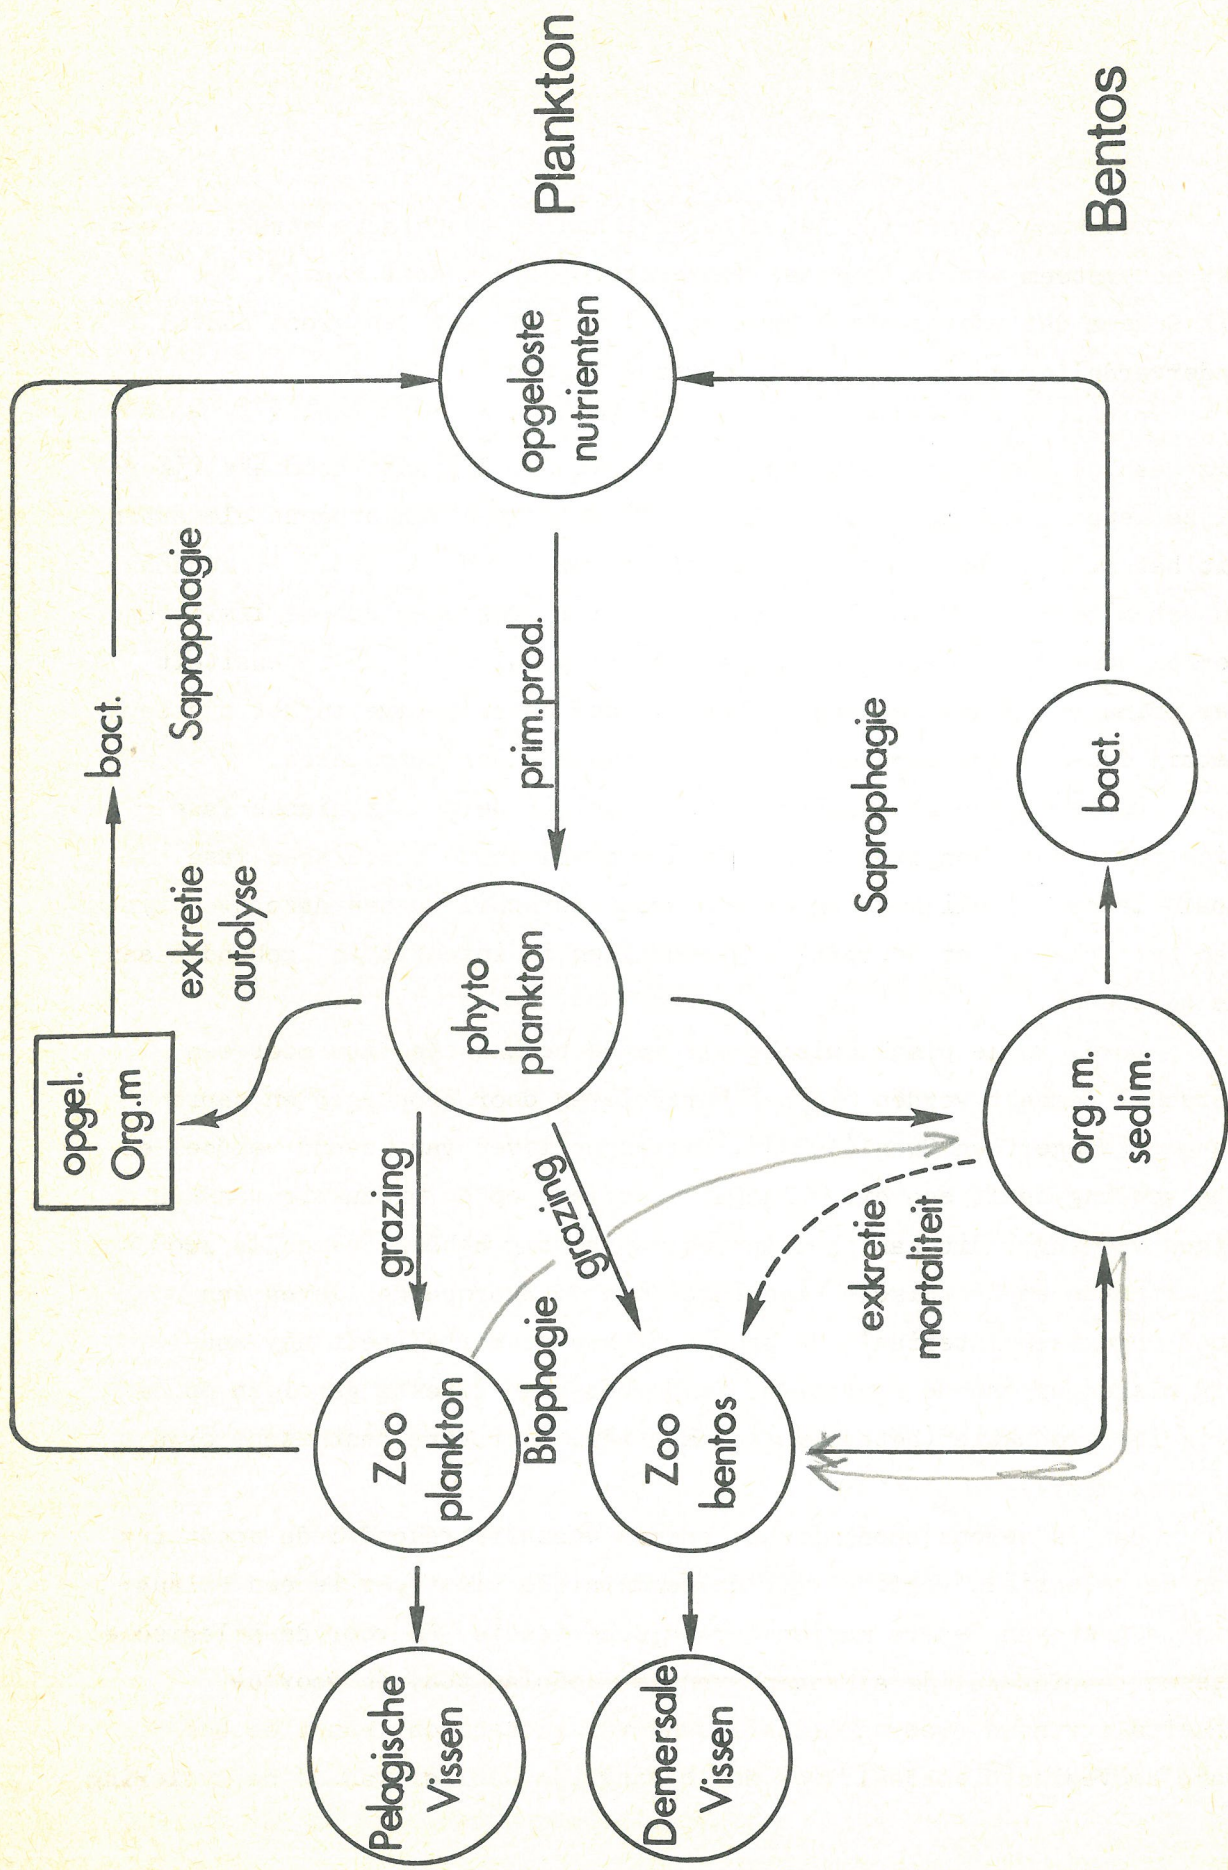 Plankton
Bentos
opgeloste
nutrienten
prim.prod.
Saprophagie
bact.
exkretie
autolyse
opgel.
Org.m
phyto
plankton
grazing
grazing
Zoo
plankton
Biophogie
Zoo
bentos
exkretie
mortaliteit
org.m.
sedim.
bact.
Saprophagie
Pelagische
Vissen
Demersale
Vissen